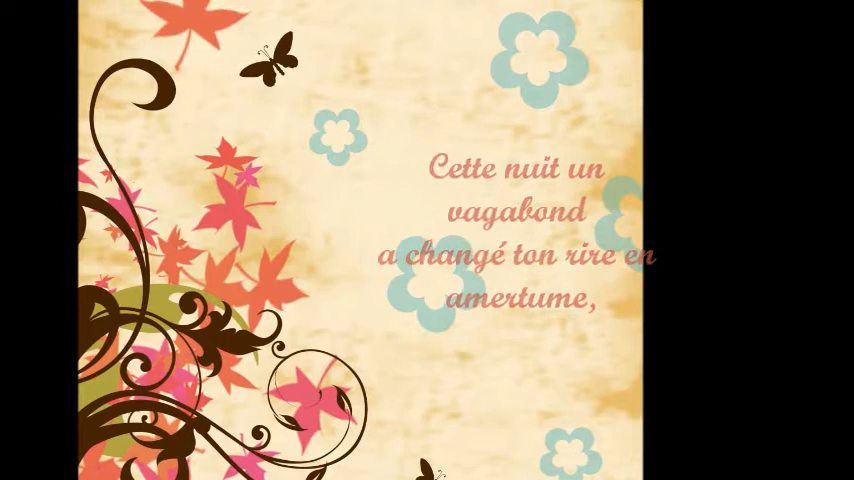 Cette nuit un
vagabond
a changé ton rire en
amertume,